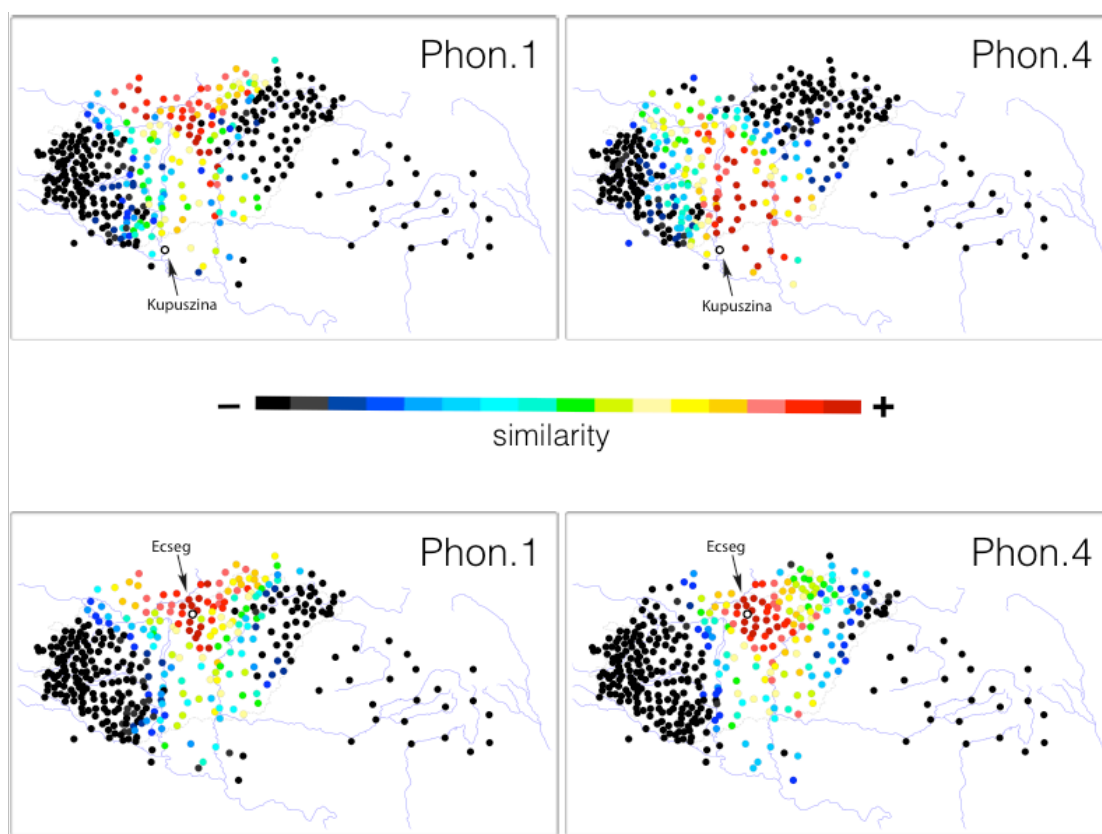 Phon.1
Kupuszina
Phon.4
Kupuszina
− +
similarity
Ecseg
Phon.1
Ecseg
Phon.4